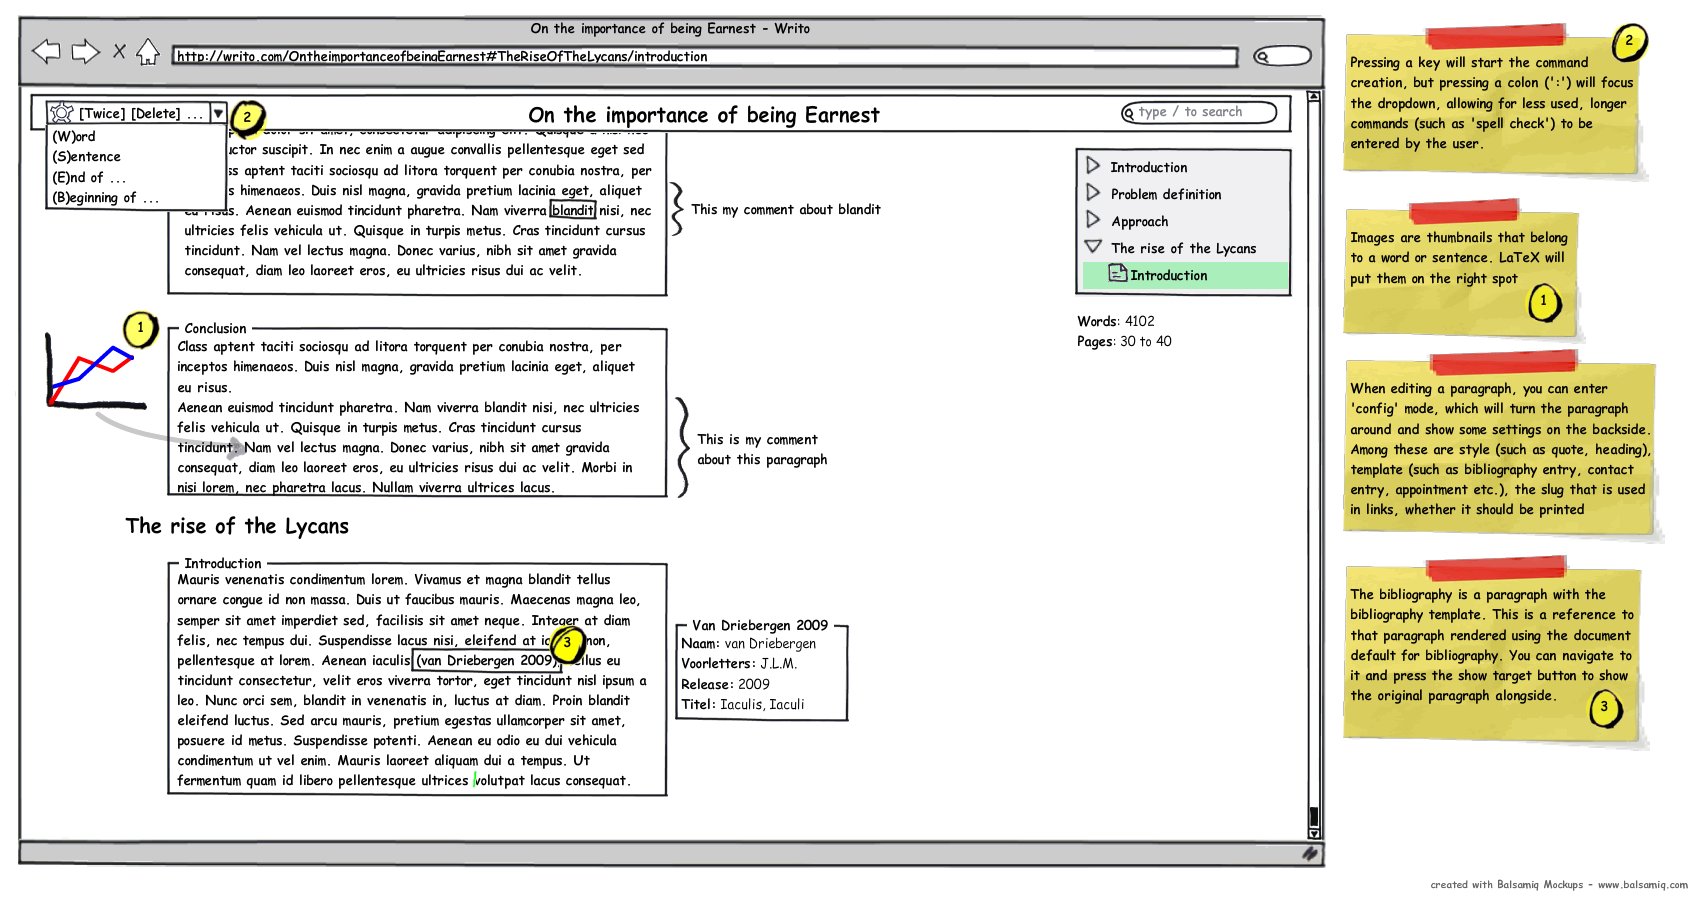 On the importance of being Earnest - Writo
http://writo.com/OntheimportanceofbeingEarnest#TheRiseOfTheLycans/introduction
[Twice] [Delete] ...
2
On the importance of being Earnest
type / to search
(W)ord
(S)entence
(E)nd of ...
(B)eginning of ...
uctor suscipit. In nec enim a augue convallis pellentesque eget sed
ss aptent taciti sociosqu ad litora torquent per conubia nostra, per
s himenaeos. Duis nisl magna, gravida pretium lacinia eget, aliquet
eu risus. Aenean euismod tincidunt pharetra. Nam viverra blandit nisi, nec
ultricies felis vehicula ut. Quisque in turpis metus. Cras tincidunt cursus
tincidunt. Nam vel lectus magna. Donec varius, nibh sit amet gravida
consequat, diam leo laoreet eros, eu ultricies risus dui ac velit.
This my comment about blandit
Introduction
Problem definition
Approach
The rise of the Lycans
Introduction
Words: 4102
Pages: 30 to 40
1
Conclusion
Class aptent taciti sociosqu ad litora torquent per conubia nostra, per
inceptos himenaeos. Duis nisl magna, gravida pretium lacinia eget, aliquet
eu risus.
Aenean euismod tincidunt pharetra. Nam viverra blandit nisi, nec ultricies
felis vehicula ut. Quisque in turpis metus. Cras tincidunt cursus
tincidunt. Nam vel lectus magna. Donec varius, nibh sit amet gravida
consequat, diam leo laoreet eros, eu ultricies risus dui ac velit. Morbi in
nisi lorem, nec pharetra lacus. Nullam viverra ultrices lacus.
This is my comment
about this paragraph
The rise of the Lycans
Introduction
Mauris venenatis condimentum lorem. Vivamus et magna blandit tellus
ornare congue id non massa. Duis ut faucibus mauris. Maecenas magna leo,
semper sit amet imperdiet sed, facilisis sit amet neque. Integer at diam
felis, nec tempus dui. Suspendisse lacus nisi, eleifend at non,
pellentesque at lorem. Aenean iaculis (van Driebergen 2009). eu
tincidunt consectetur, velit eros viverra tortor, eget tincidunt nisl ipsum a
leo. Nunc orci sem, blandit in venenatis in, luctus at diam. Proin blandit
eleifend luctus. Sed arcu mauris, pretium egestas ullamcorper sit amet,
posuere id metus. Suspendisse potenti. Aenean eu odio eu dui vehicula
condimentum ut vel enim. Mauris laoreet aliquam dui a tempus. Ut
fermentum quam id libero pellentesque ultrices volutpat lacus consequat.
3
Van Driebergen 2009
Naam: van Driebergen
Voorletters: J.L.M.
Release: 2009
Titel: Iaculis, Iaculi
2
Pressing a key will start the command
creation, but pressing a colon (':') will focus
the dropdown, allowing for less used, longer
commands (such as 'spell check') to be
entered by the user.
Images are thumbnails that belong
to a word or sentence. LaTeX will
put them on the right spot
1
When editing a paragraph, you can enter
'config' mode, which will turn the paragraph
around and show some settings on the backside.
Among these are style (such as quote, heading),
template (such as bibliography entry, contact
entry, appointment etc.), the slug that is used
in links, whether it should be printed
The bibliography is a paragraph with the
bibliography template. This is a reference to
that paragraph rendered using the document
default for bibliography. You can navigate to
it and press the show target button to show
the original paragraph alongside.
3
created with Balsamiq Mockups - www.balsamiq.com